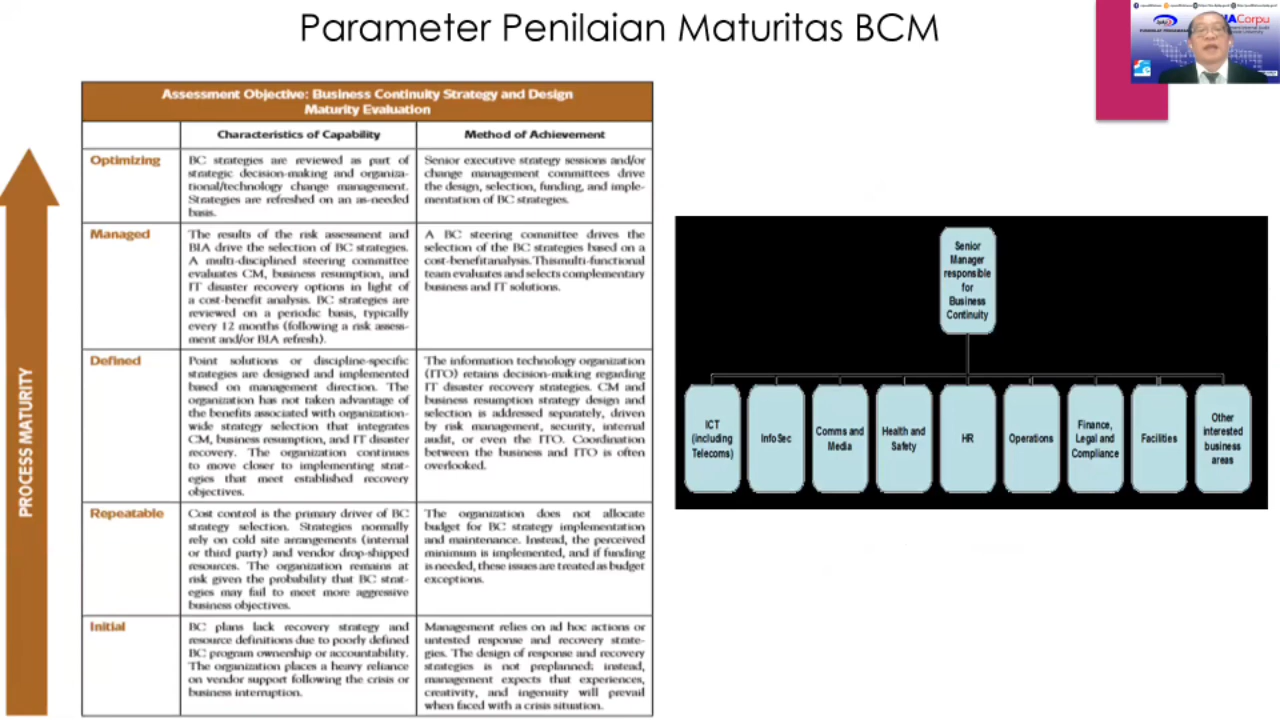 Parameter Penilaian Maturitas BCM
Assessment Objective: Business Continuity Strategy and Design
Maturity Evaluation
Characteristics of Capability
Method of Achievement
Optimizing
BC strategies are reviewed as part of
strategic decision-making and organiza-
tional/technology change management.
Strategies are refreshed on an as-needed
basis.
Senior executive strategy sessions and/or
change management committees drive
the design, selection, funding, and imple-
mentation of BC strategies.
Managed
The results of the risk assessment and
BIA drive the selection of BC strategies.
A multi-disciplined steering committee
evaluates CM, business resumption, and
IT disaster recovery options in light of
a cost-benefit analysis. BC strategies are
reviewed on a periodic basis, typically
every 12 months (following a risk assess-
ment and/or BIA refresh).
A BC steering committee drives the
selection of the BC strategies based on a
cost-benefit analysis. This multi-functional
team evaluates and selects complementary
business and IT solutions.
Defined
Point solutions or discipline-specific
strategies are designed and implemented
based on management direction. The
organization has not taken advantage of
the benefits associated with organization-
wide strategy selection that integrates
CM, business resumption, and IT disaster
recovery. The organization continues
to move closer to implementing strat-
egies that meet established recovery
objectives.
The information technology organization
(ITO) retains decision-making regarding
IT disaster recovery strategies. CM and
business resumption strategy design and
selection is addressed separately, driven
by risk management, security, internal
audit, or even the ITO. Coordination
between the business and ITO is often
overlooked.
Repeatable
Cost control is the primary driver of BC
strategy selection. Strategies normally
rely on cold site arrangements (internal
or third party) and vendor drop-shipped
resources. The organization remains at
risk given the probability that BC strat-
egies may fail to meet more aggressive
business objectives.
The organization does not allocate
budget for BC strategy implementation
and maintenance. Instead, the perceived
minimum is implemented, and if funding
is needed, these issues are treated as budget
exceptions.
Initial
BC plans lack recovery strategy and
resource definitions due to poorly defined
BC program ownership or accountability.
The organization places a heavy reliance
on vendor support following the crisis or
business interruption.
Management relies on ad hoc actions or
untested response and recovery strate-
gies. The design of response and recovery
strategies is not preplanned; instead,
management expects that experiences,
creativity, and ingenuity will prevail
when faced with a crisis situation.
PROCESS MATURITY
Senior
Manager
responsible
for
Business
Continuity
ICT
(including
Telecoms)
InfoSec
Comms and
Media
Health and
Safety
HR
Operations
Finance,
Legal and
Compliance
Facilities
Other
interested
business
areas
Corpu